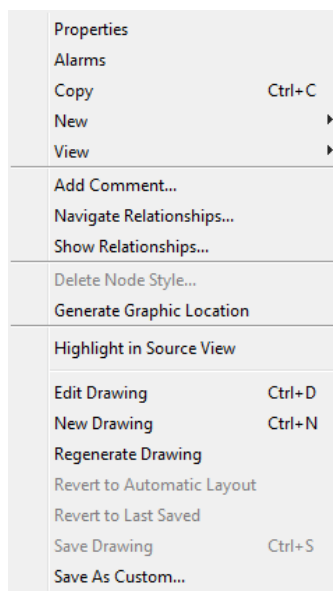 Properties
Alarms
Copy Ctrl+C
New
View
Add Comment...
Navigate Relationships...
Show Relationships...
Delete Node Style...
Generate Graphic Location
Highlight in Source View
Edit Drawing Ctrl+D
New Drawing Ctrl+N
Regenerate Drawing
Revert to Automatic Layout
Revert to Last Saved
Save Drawing Ctrl+S
Save As Custom...